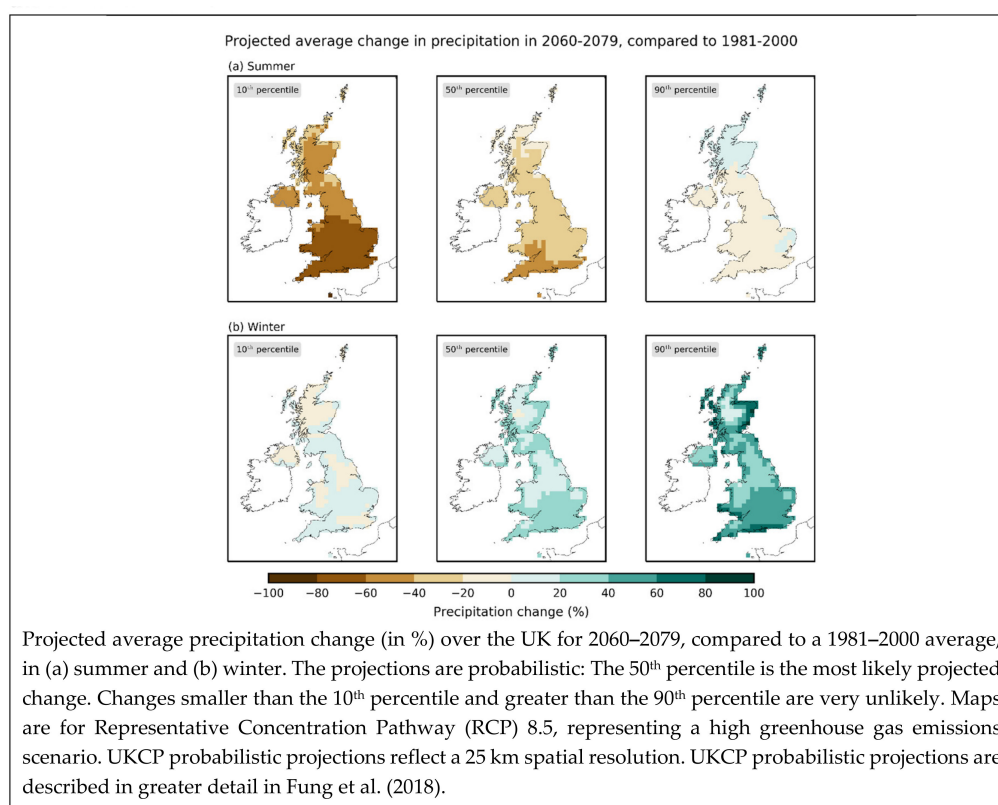 Projected average change in precipitation in 2060-2079, compared to 1981-2000
(a) Summer
10th percentile
50th percentile
90th percentile
(b) Winter
10th percentile
50th percentile
90th percentile
−100 −80 −60 −40 −20 0 20 40 60 80 100
Precipitation change (%)
Projected average precipitation change (in %) over the UK for 2060–2079, compared to a 1981–2000 average,
in (a) summer and (b) winter. The projections are probabilistic: The 50th percentile is the most likely projected
change. Changes smaller than the 10th percentile and greater than the 90th percentile are very unlikely. Maps
are for Representative Concentration Pathway (RCP) 8.5, representing a high greenhouse gas emissions
scenario. UKCP probabilistic projections reflect a 25 km spatial resolution. UKCP probabilistic projections are
described in greater detail in Fung et al. (2018).